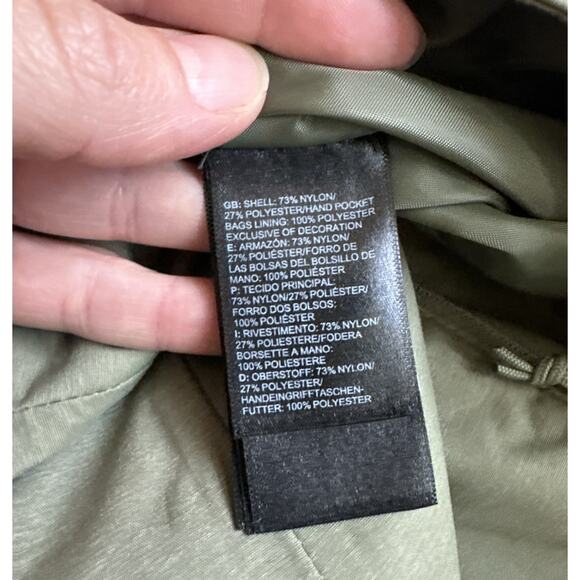 GB: SHELL: 73% NYLON/
27% POLYESTER/HAND POCKET
BAGS LINING: 100% POLYESTER
EXCLUSIVE OF DECORATION
E: ARMAZÓN: 73% NYLON/
27% POLIÉSTER/FORRO DE
LAS BOLSAS DEL BOLSILLO DE
MANO: 100% POLIÉSTER
P: TECIDO PRINCIPAL:
73% NYLON/27% POLIÉSTER/
FORRO DOS BOLSOS:
100% POLIÉSTER
I: RIVESTIMENTO: 73% NYLON/
27% POLIESTERE/FODERA
BORSETTE A MANO:
100% POLIESTERE
D: OBERSTOFF: 73% NYLON/
27% POLYESTER/
HANDEINGRIFFTASCHEN-
FUTTER: 100% POLYESTER